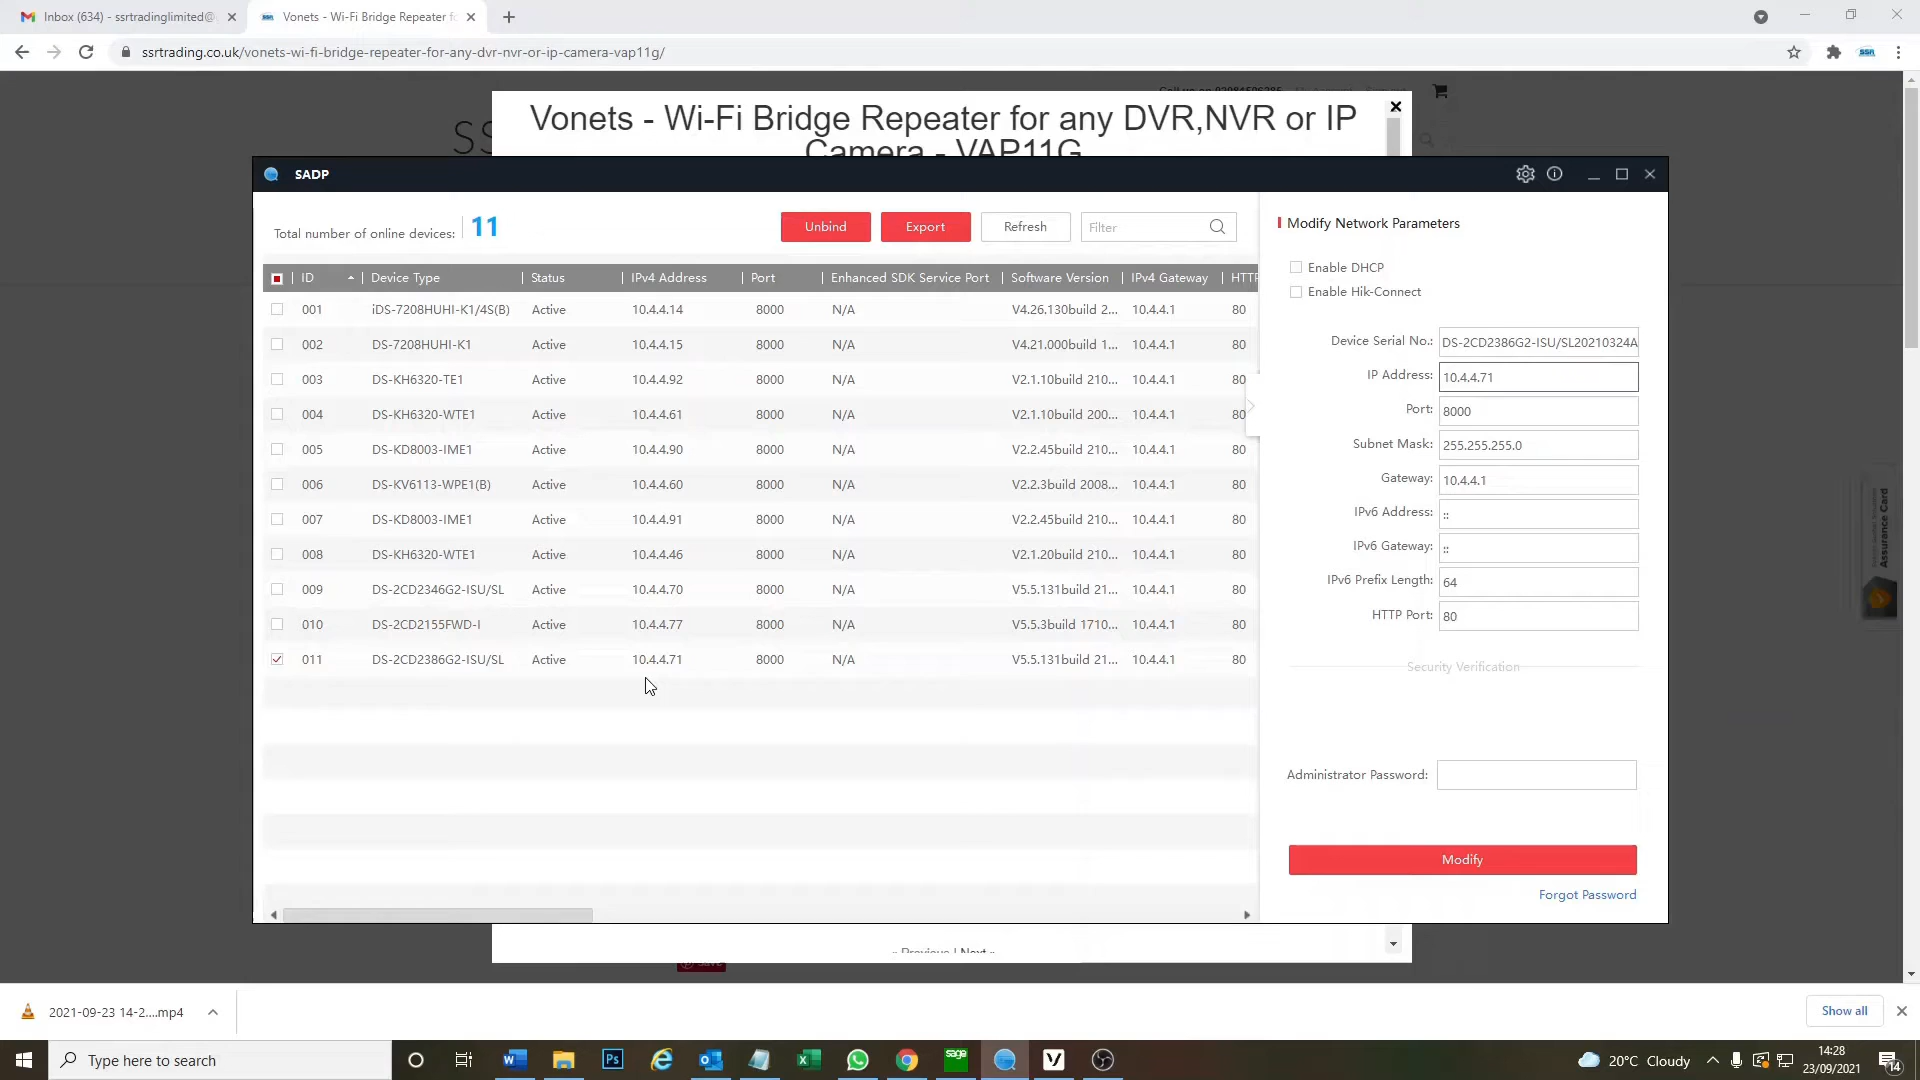 Inbox (634) - ssrtradinglimited@
Vonets - Wi-Fi Bridge Repeater fo
ssrtrading.co.uk/vonets-wi-fi-bridge-repeater-for-any-dvr-nvr-or-ip-camera-vap11g/
SSR
Vonets - Wi-Fi Bridge Repeater for any DVR,NVR or IP
Camera - VAP11G
SADP
Total number of online devices: 11
Unbind
Export
Refresh
Filter
ID Device Type Status IPv4 Address Port Enhanced SDK Service Port Software Version IPv4 Gateway HTTP
001 iDS-7208HUHI-K1/4S(B) Active 10.4.4.14 8000 N/A V4.26.130build 2... 10.4.4.1 80
002 DS-7208HUHI-K1 Active 10.4.4.15 8000 N/A V4.21.000build 1... 10.4.4.1 80
003 DS-KH6320-TE1 Active 10.4.4.92 8000 N/A V2.1.10build 210... 10.4.4.1 80
004 DS-KH6320-WTE1 Active 10.4.4.61 8000 N/A V2.1.10build 200... 10.4.4.1 80
005 DS-KD8003-IME1 Active 10.4.4.90 8000 N/A V2.2.45build 210... 10.4.4.1 80
006 DS-KV6113-WPE1(B) Active 10.4.4.60 8000 N/A V2.2.3build 2008... 10.4.4.1 80
007 DS-KD8003-IME1 Active 10.4.4.91 8000 N/A V2.2.45build 210... 10.4.4.1 80
008 DS-KH6320-WTE1 Active 10.4.4.46 8000 N/A V2.1.20build 210... 10.4.4.1 80
009 DS-2CD2346G2-ISU/SL Active 10.4.4.70 8000 N/A V5.5.131build 21... 10.4.4.1 80
010 DS-2CD2155FWD-I Active 10.4.4.77 8000 N/A V5.5.3build 1710... 10.4.4.1 80
011 DS-2CD2386G2-ISU/SL Active 10.4.4.71 8000 N/A V5.5.131build 21... 10.4.4.1 80
Modify Network Parameters
Enable DHCP
Enable Hik-Connect
Device Serial No.: DS-2CD2386G2-ISU/SL20210324A
IP Address: 10.4.4.71
Port: 8000
Subnet Mask: 255.255.255.0
Gateway: 10.4.4.1
IPv6 Address: ::
IPv6 Gateway: ::
IPv6 Prefix Length: 64
HTTP Port: 80
Security Verification
Administrator Password:
Modify
Forgot Password
Assurance Card
« Previous | Next »
Save
2021-09-23 14-2....mp4
Show all
Type here to search
sage
20°C Cloudy
14:28
23/09/2021
14